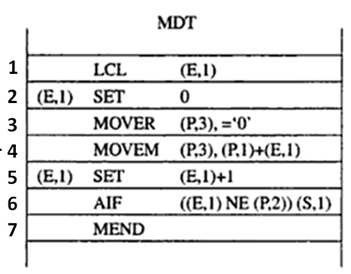 MDT
1 LCL (E,1)
2 (E,1) SET 0
3 MOVER (P,3), =‘0’
4 MOVEM (P,3), (P,1)+(E,1)
5 (E,1) SET (E,1)+1
6 AIF ((E,1) NE (P,2)) (S,1)
7 MEND